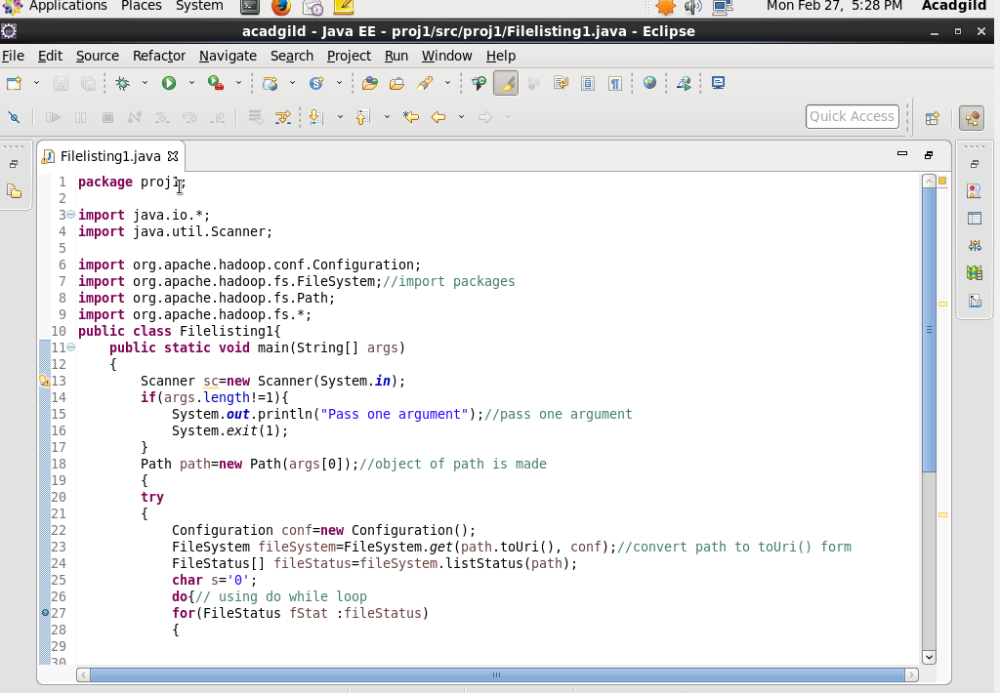 Applications Places System Mon Feb 27, 5:28 PM Acadgild
acadgild - Java EE - proj1/src/proj1/Filelisting1.java - Eclipse
File Edit Source Refactor Navigate Search Project Run Window Help
Quick Access
Filelisting1.java
1 package proj1;
2
3 import java.io.*;
4 import java.util.Scanner;
5
6 import org.apache.hadoop.conf.Configuration;
7 import org.apache.hadoop.fs.FileSystem;//import packages
8 import org.apache.hadoop.fs.Path;
9 import org.apache.hadoop.fs.*;
10 public class Filelisting1{
11 public static void main(String[] args)
12 {
13 Scanner sc=new Scanner(System.in);
14 if(args.length!=1){
15 System.out.println("Pass one argument");//pass one argument
16 System.exit(1);
17 }
18 Path path=new Path(args[0]);//object of path is made
19 {
20 try
21 {
22 Configuration conf=new Configuration();
23 FileSystem fileSystem=FileSystem.get(path.toUri(), conf);//convert path to toUri() form
24 FileStatus[] fileStatus=fileSystem.listStatus(path);
25 char s='0';
26 do{// using do while loop
27 for(FileStatus fStat :fileStatus)
28 {
29
30